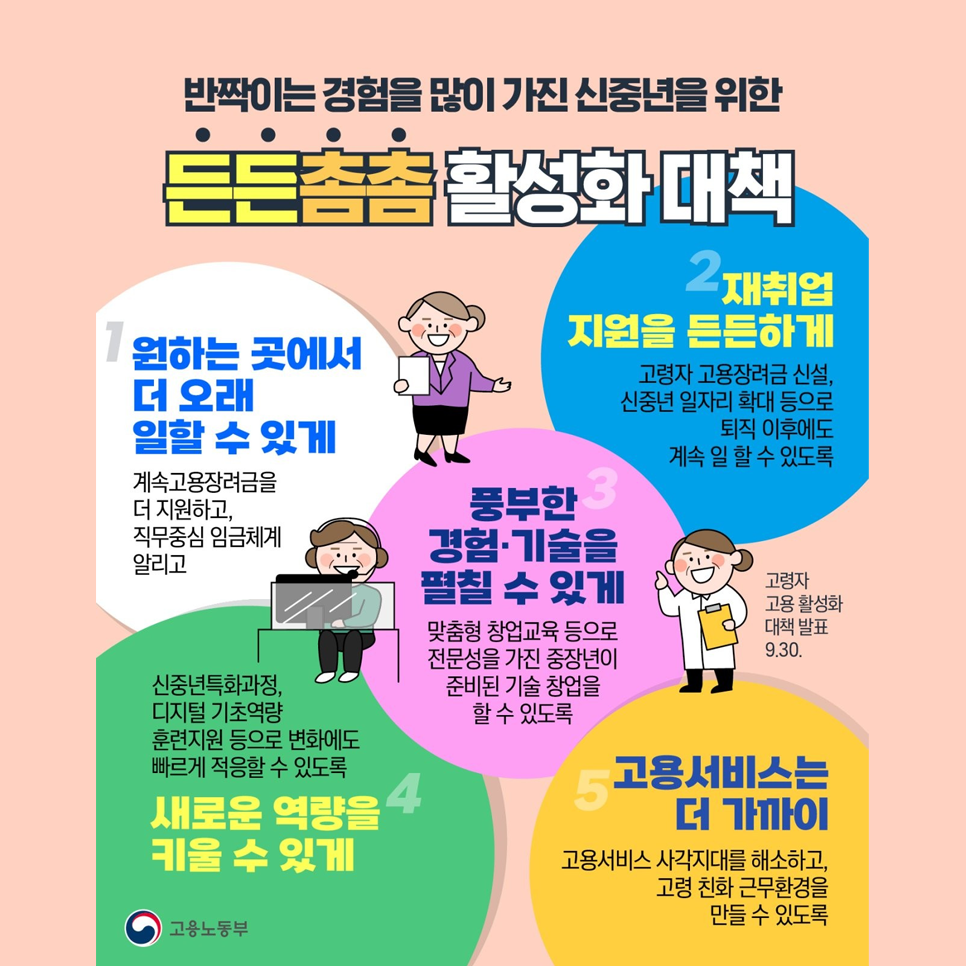 반짝이는 경험을 많이 가진 신중년을 위한
든든촘촘 활성화 대책
1
원하는 곳에서
더 오래
일할 수 있게
계속고용장려금을
더 지원하고,
직무중심 임금체계
알리고
2
재취업
지원을 든든하게
고령자 고용장려금 신설,
신중년 일자리 확대 등으로
퇴직 이후에도
계속 일 할 수 있도록
3
풍부한
경험·기술을
펼칠 수 있게
맞춤형 창업교육 등으로
전문성을 가진 중장년이
준비된 기술 창업을
할 수 있도록
고령자
고용 활성화
대책 발표
9.30.
신중년특화과정,
디지털 기초역량
훈련지원 등으로 변화에도
빠르게 적응할 수 있도록
4
새로운 역량을
키울 수 있게
5
고용서비스는
더 가까이
고용서비스 사각지대를 해소하고,
고령 친화 근무환경을
만들 수 있도록
고용노동부